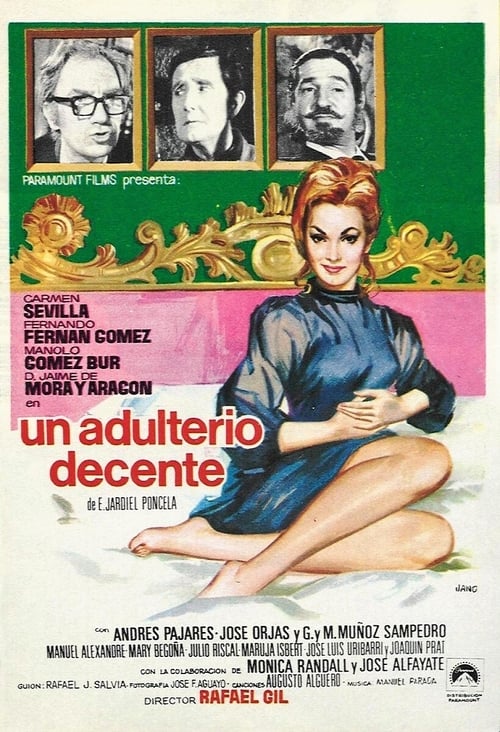 PARAMOUNT FILMS presenta:
CARMEN
SEVILLA
FERNANDO
FERNAN GOMEZ
MANOLO
GOMEZ BUR
D. JAIME DE
MORA Y ARAGON
en
un adulterio
decente
de E. JARDIEL PONCELA
JANO
con ANDRES PAJARES · JOSE ORJAS y G. y M. MUÑOZ SAMPEDRO
MANUEL ALEXANDRE · MARY BEGOÑA · JULIO RISCAL · MARUJA ISBERT · JOSE LUIS URIBARRI y JOAQUIN PRAT
CON LA COLABORACION DE MONICA RANDALL y JOSE ALFAYATE
GUION: RAFAEL J. SALVIA · FOTOGRAFIA JOSE F. AGUAYO · CANCIONES AUGUSTO ALGUERO · MUSICA: MANUEL PARADA
DIRECTOR RAFAEL GIL
DISTRIBUCION
PARAMOUNT